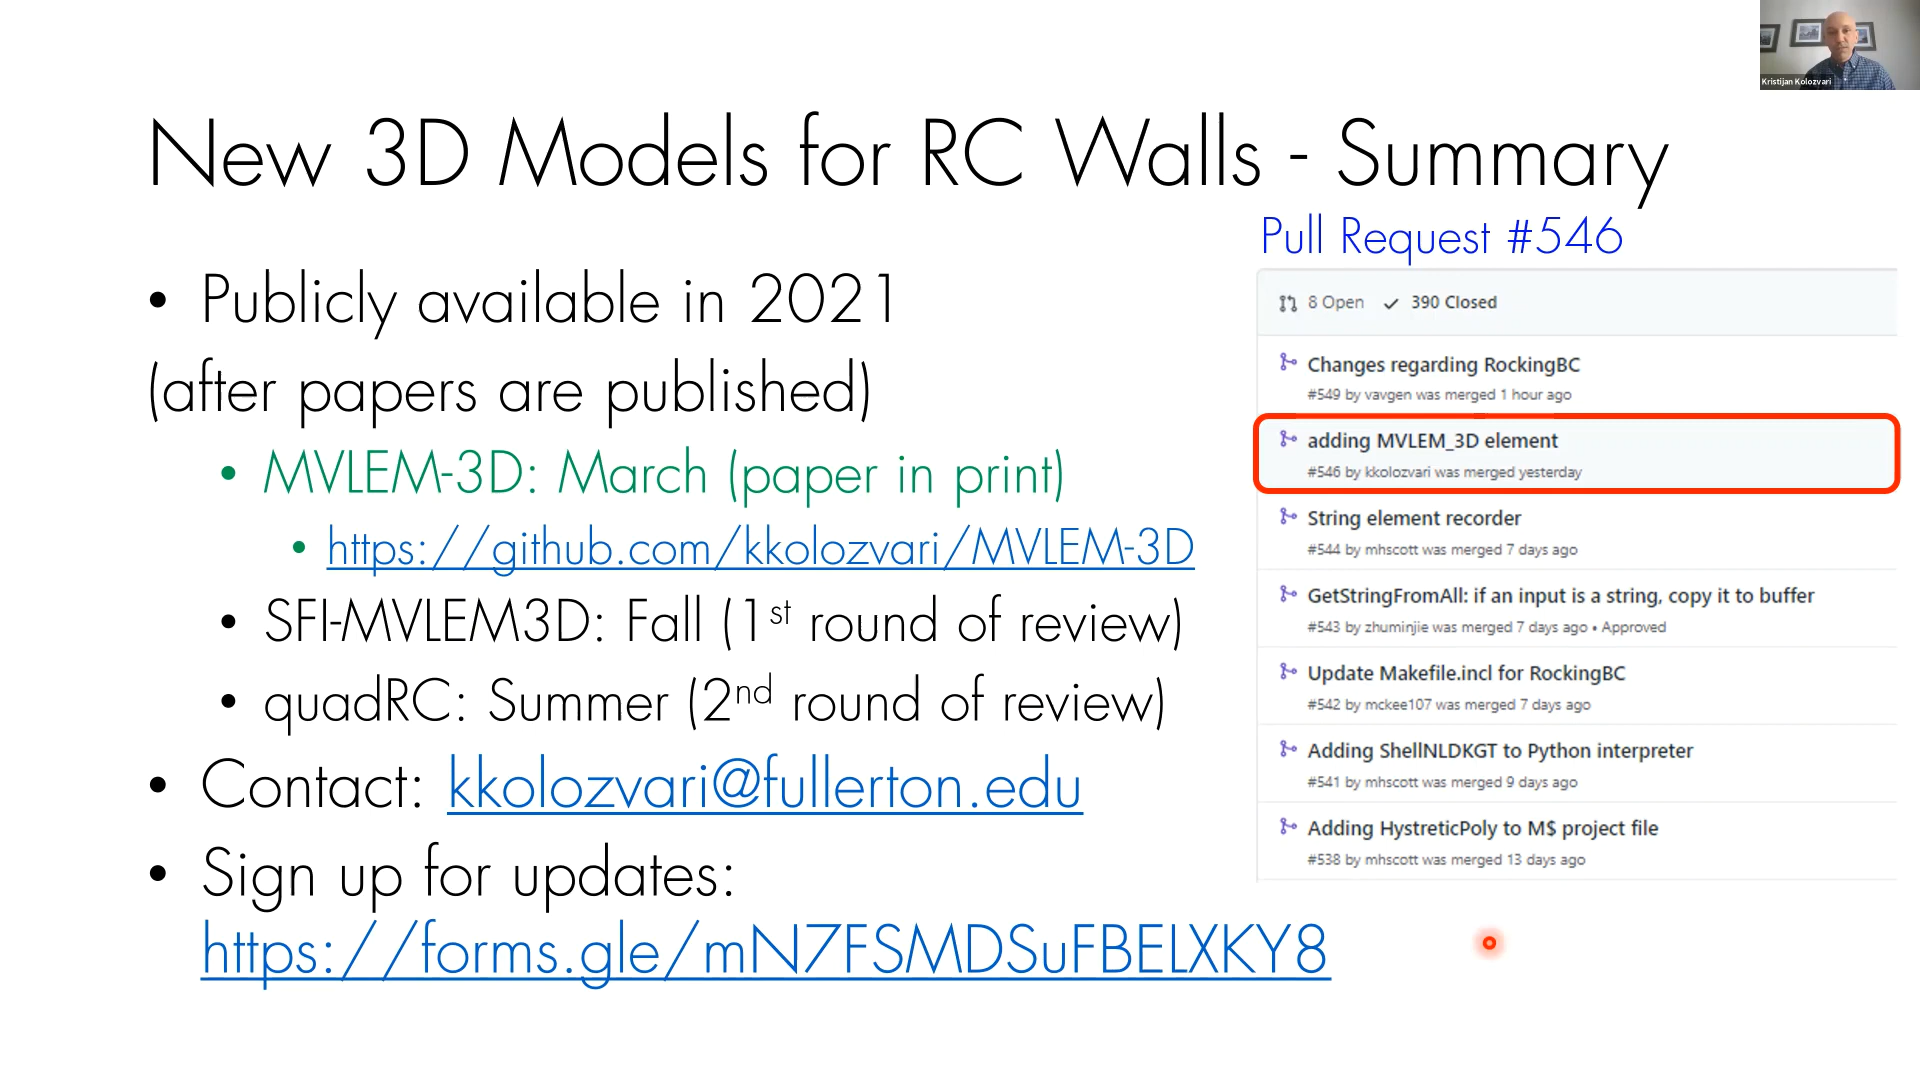 Kristijan Kolozvari
New 3D Models for RC Walls - Summary
Pull Request #546
• Publicly available in 2021
(after papers are published)
• MVLEM-3D: March (paper in print)
• https://github.com/kkolozvari/MVLEM-3D
• SFI-MVLEM3D: Fall (1st round of review)
• quadRC: Summer (2nd round of review)
• Contact: kkolozvari@fullerton.edu
• Sign up for updates:
https://forms.gle/mN7FSMDSuFBELXKY8
8 Open ✓ 390 Closed
Changes regarding RockingBC
#549 by vavgen was merged 1 hour ago
adding MVLEM_3D element
#546 by kkolozvari was merged yesterday
String element recorder
#544 by mhscott was merged 7 days ago
GetStringFromAll: if an input is a string, copy it to buffer
#543 by zhuminjie was merged 7 days ago • Approved
Update Makefile.incl for RockingBC
#542 by mckee107 was merged 7 days ago
Adding ShellNLDKGT to Python interpreter
#541 by mhscott was merged 9 days ago
Adding HystreticPoly to M$ project file
#538 by mhscott was merged 13 days ago